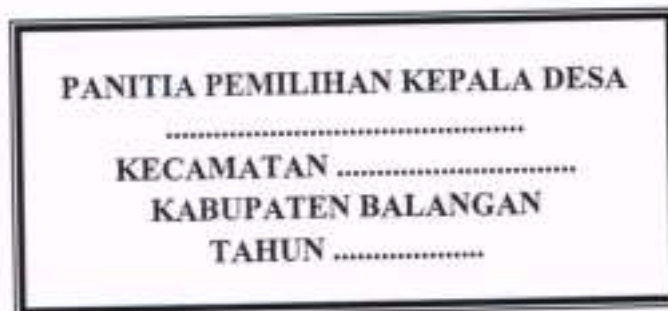 PANITIA PEMILIHAN KEPALA DESA
............................................
KECAMATAN .............................
KABUPATEN BALANGAN
TAHUN ...................